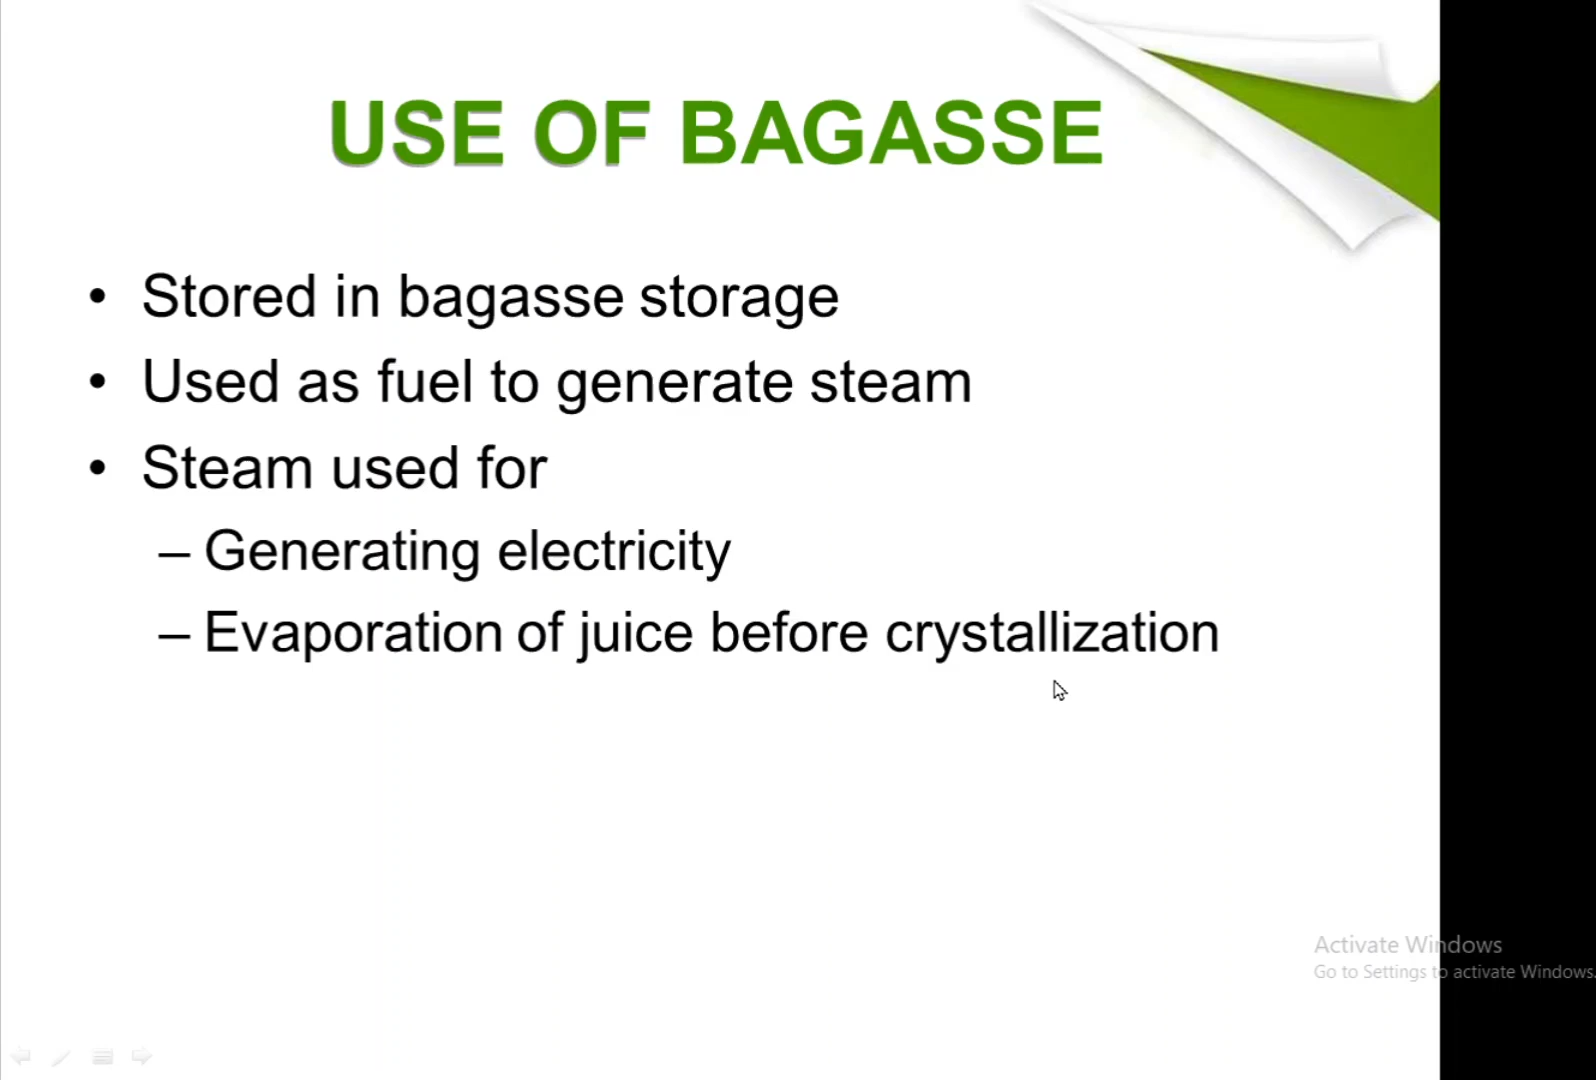 USE OF BAGASSE
• Stored in bagasse storage
• Used as fuel to generate steam
• Steam used for
– Generating electricity
– Evaporation of juice before crystallization
Activate Windows
Go to Settings to activate Windows.